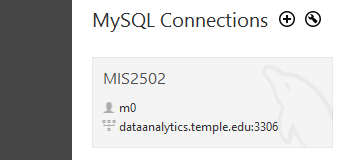 MySQL Connections
MIS2502
m0
dataanalytics.temple.edu:3306